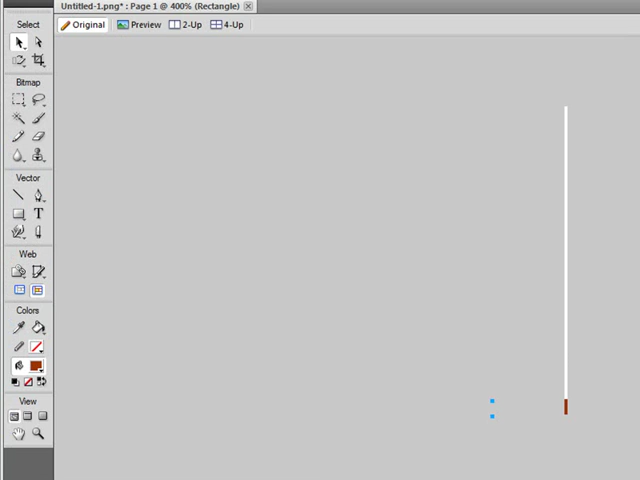 Untitled-1.png* : Page 1 @ 400% (Rectangle)
Select
Original
Preview
2-Up
4-Up
Bitmap
Vector
T
Web
Colors
View